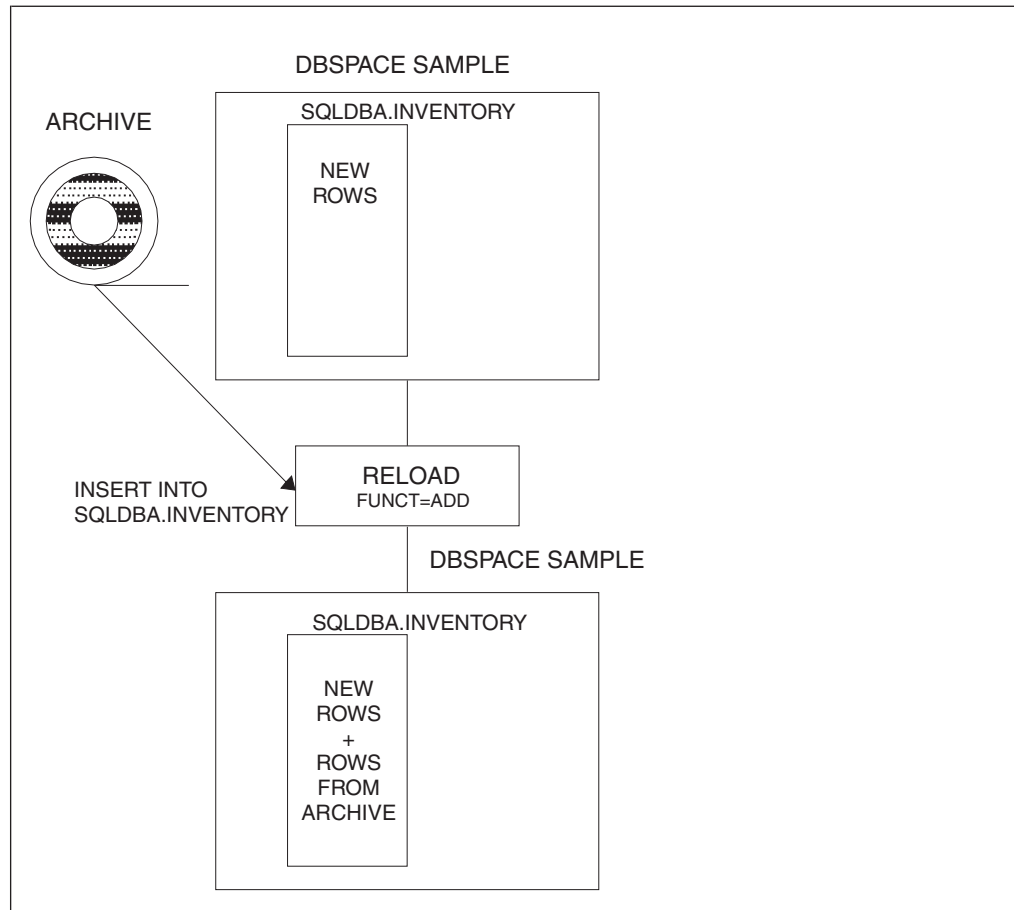 DBSPACE SAMPLE
ARCHIVE
SQLDBA.INVENTORY
NEW
ROWS
RELOAD
FUNCT=ADD
INSERT INTO
SQLDBA.INVENTORY
DBSPACE SAMPLE
SQLDBA.INVENTORY
NEW
ROWS
+
ROWS
FROM
ARCHIVE